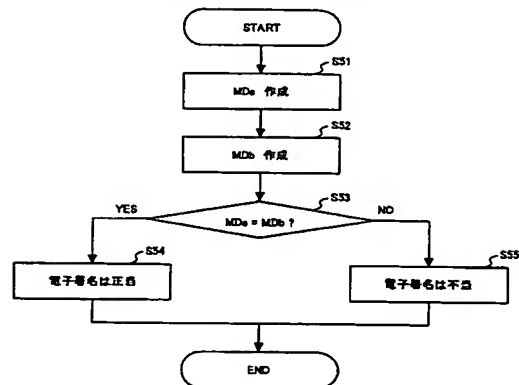 START
S51
MDa 作成
S52
MDb 作成
S53
YES
MDa = MDb ?
NO
S54
電子署名は正当
S55
電子署名は不当
END